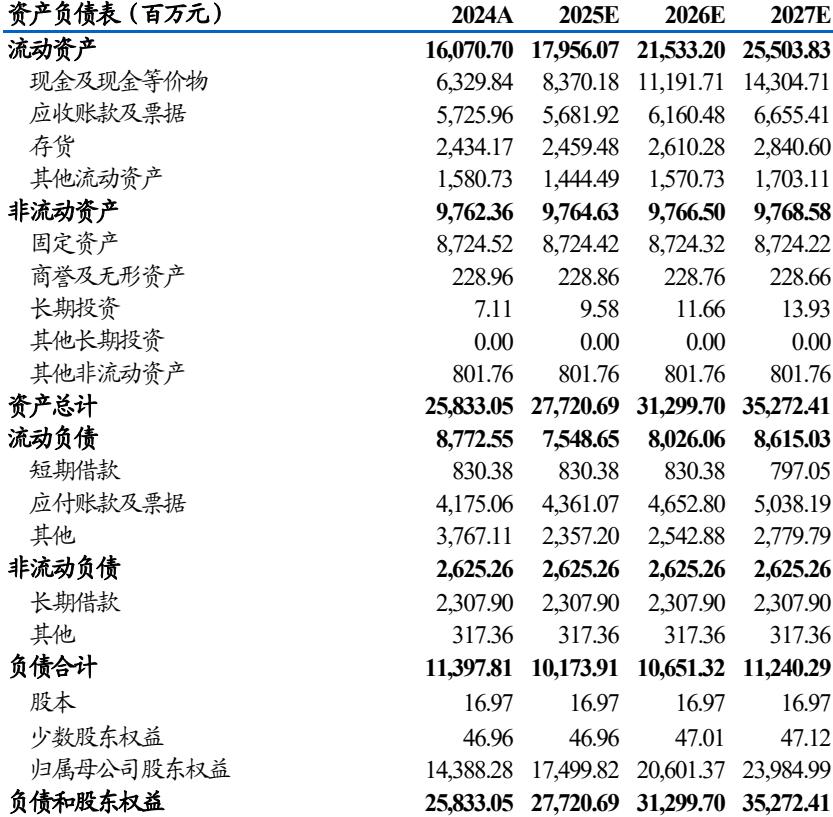 资产负债表（百万元） 2024A 2025E 2026E 2027E
流动资产 16,070.70 17,956.07 21,533.20 25,503.83
现金及现金等价物 6,329.84 8,370.18 11,191.71 14,304.71
应收账款及票据 5,725.96 5,681.92 6,160.48 6,655.41
存货 2,434.17 2,459.48 2,610.28 2,840.60
其他流动资产 1,580.73 1,444.49 1,570.73 1,703.11
非流动资产 9,762.36 9,764.63 9,766.50 9,768.58
固定资产 8,724.52 8,724.42 8,724.32 8,724.22
商誉及无形资产 228.96 228.86 228.76 228.66
长期投资 7.11 9.58 11.66 13.93
其他长期投资 0.00 0.00 0.00 0.00
其他非流动资产 801.76 801.76 801.76 801.76
资产总计 25,833.05 27,720.69 31,299.70 35,272.41
流动负债 8,772.55 7,548.65 8,026.06 8,615.03
短期借款 830.38 830.38 830.38 797.05
应付账款及票据 4,175.06 4,361.07 4,652.80 5,038.19
其他 3,767.11 2,357.20 2,542.88 2,779.79
非流动负债 2,625.26 2,625.26 2,625.26 2,625.26
长期借款 2,307.90 2,307.90 2,307.90 2,307.90
其他 317.36 317.36 317.36 317.36
负债合计 11,397.81 10,173.91 10,651.32 11,240.29
股本 16.97 16.97 16.97 16.97
少数股东权益 46.96 46.96 47.01 47.12
归属母公司股东权益 14,388.28 17,499.82 20,601.37 23,984.99
负债和股东权益 25,833.05 27,720.69 31,299.70 35,272.41